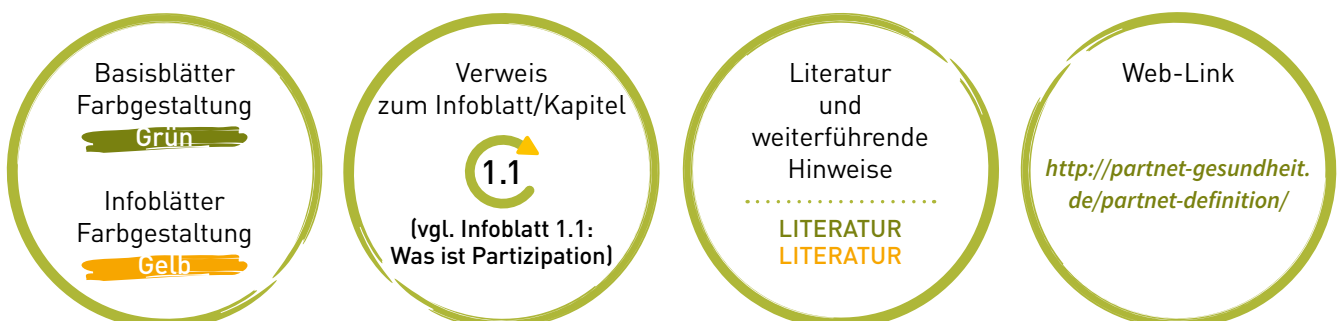 Basisblätter
Farbgestaltung
Grün
Infoblätter
Farbgestaltung
Gelb
Verweis
zum Infoblatt/Kapitel
1.1
(vgl. Infoblatt 1.1:
Was ist Partizipation)
Literatur
und
weiterführende
Hinweise
LITERATUR
LITERATUR
Web-Link
http://partnet-gesundheit.
de/partnet-definition/